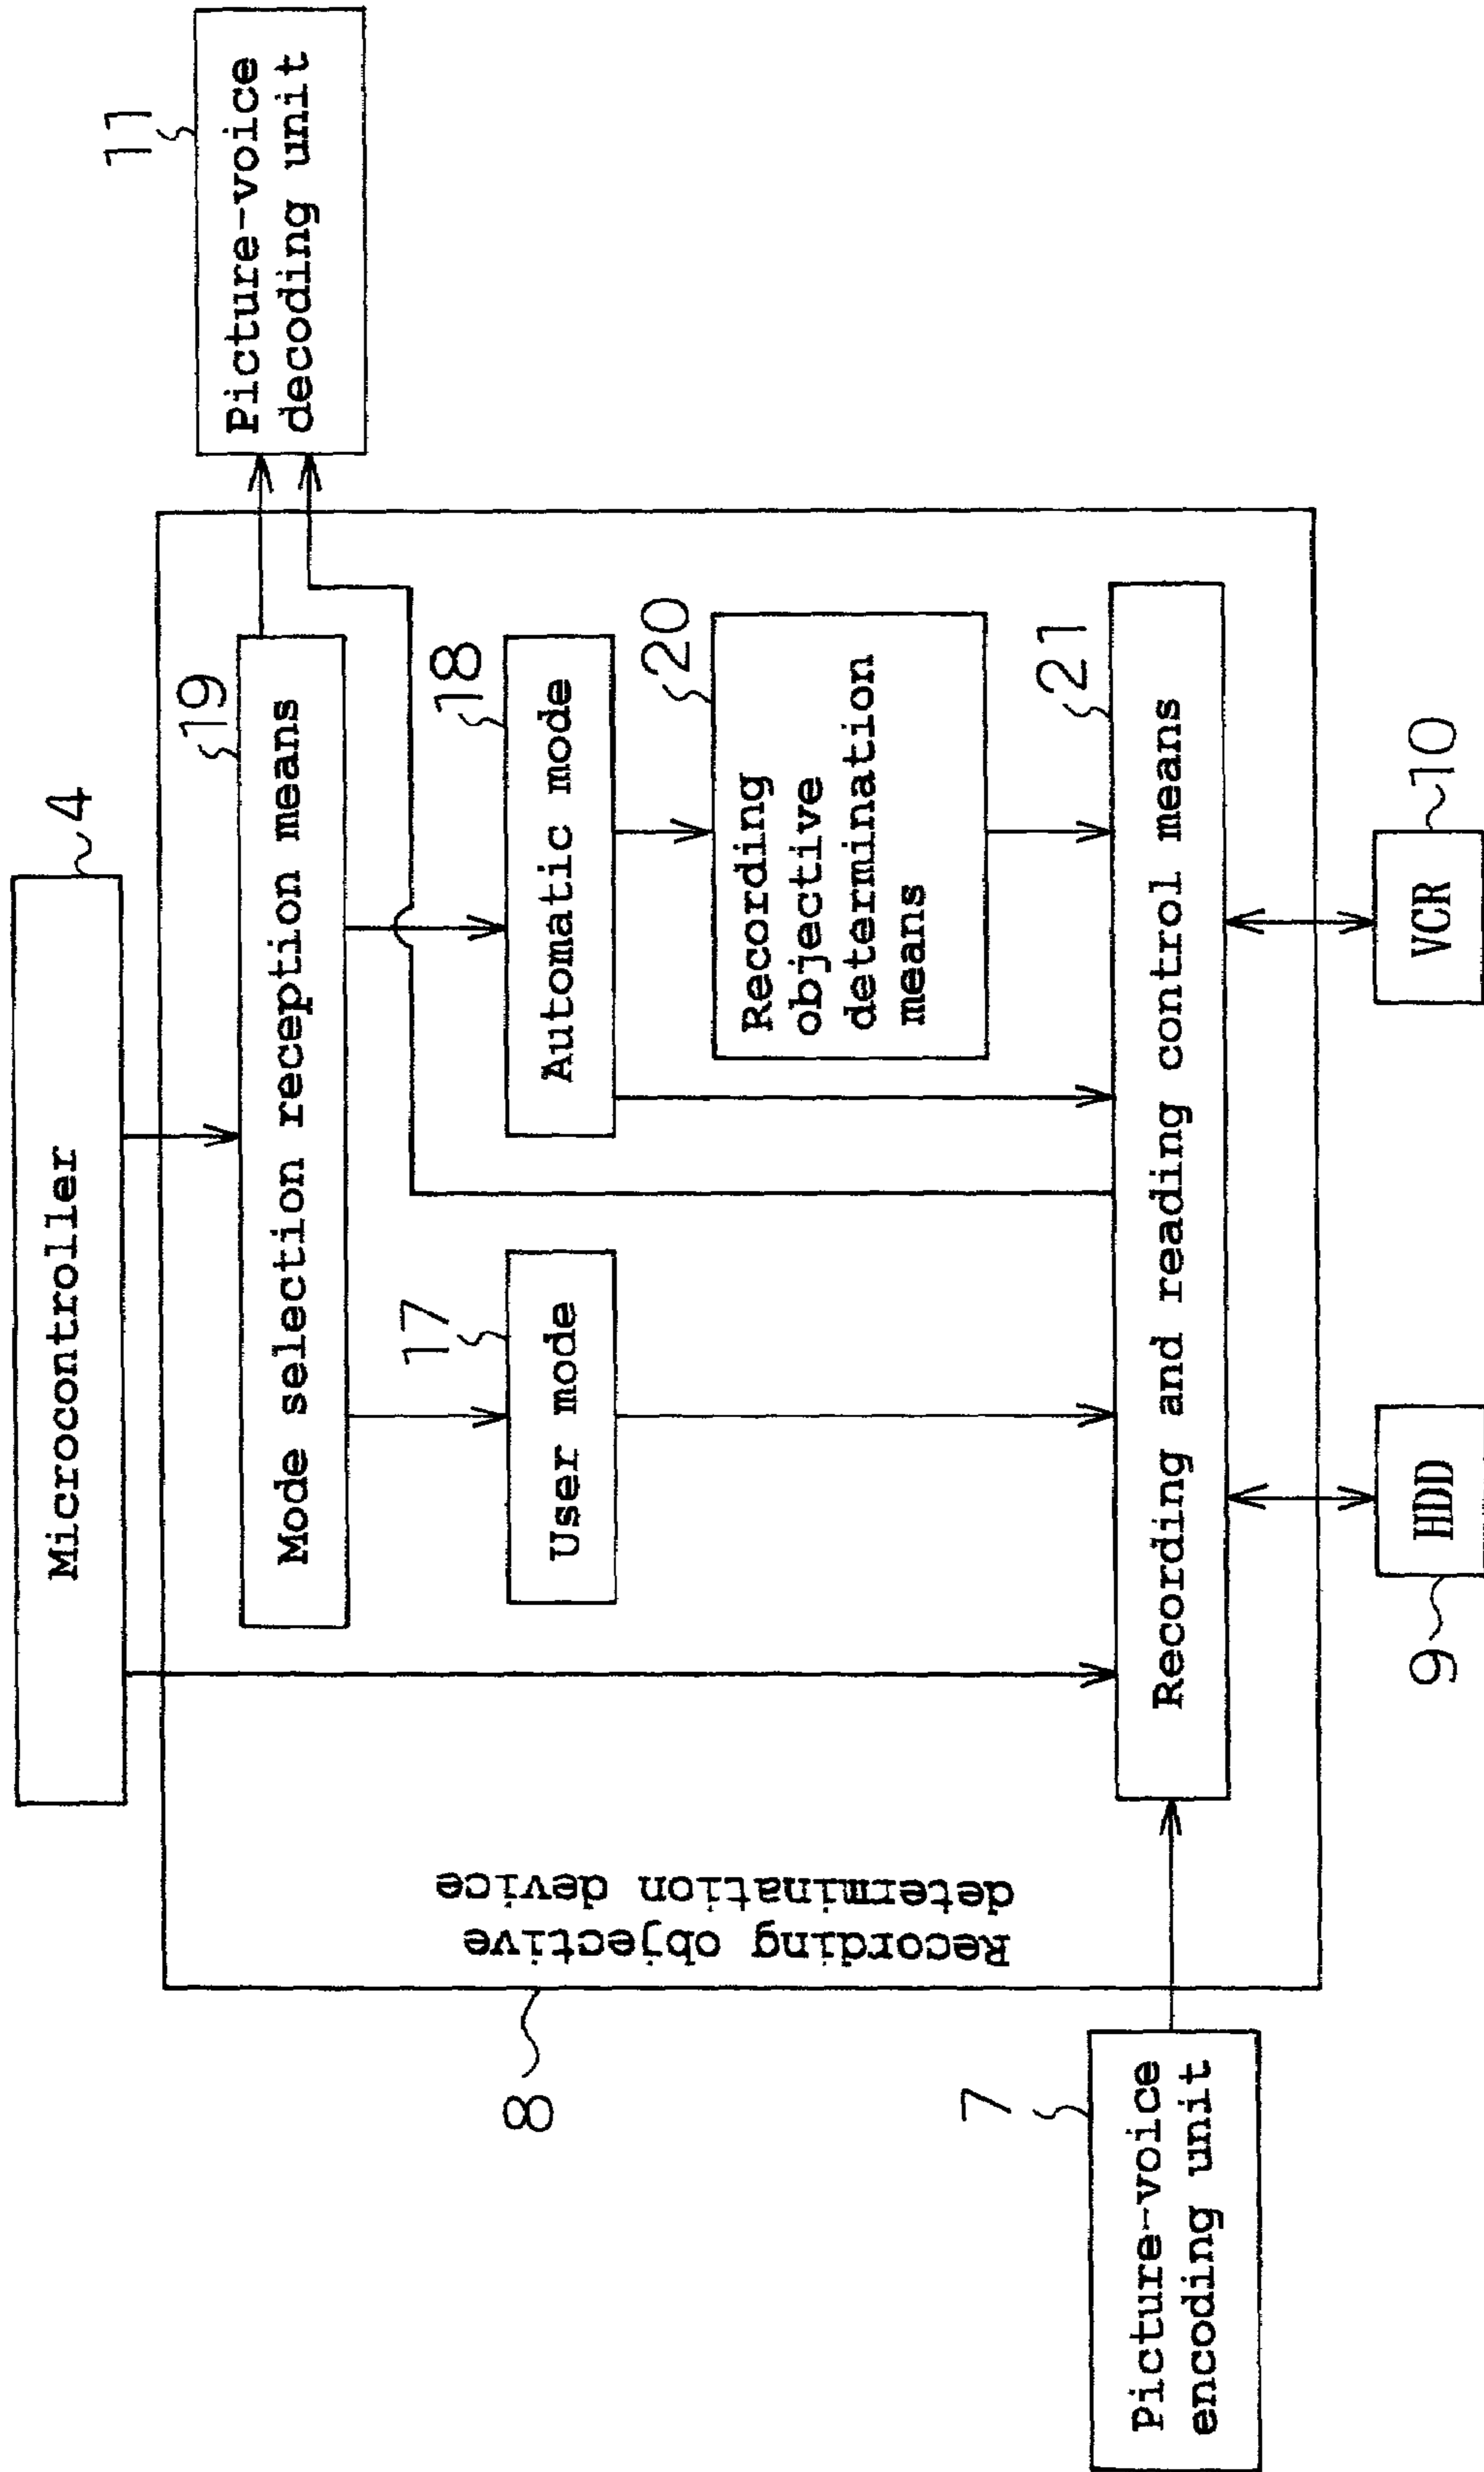 Microcontroller
4
11
Picture-voice
decoding unit
19
Mode selection reception means
17
User mode
18
Automatic mode
20
Recording
objective
determination
means
21
Recording and reading control means
Recording objective
determination device
8
7
Picture-voice
encoding unit
9
HDD
VCR
10